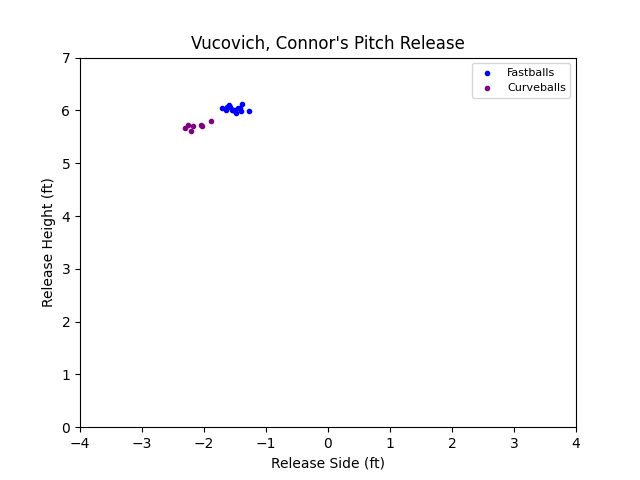 Vucovich, Connor's Pitch Release
Fastballs
Curveballs
Release Height (ft)
7
6
5
4
3
2
1
0
−4 −3 −2 −1 0 1 2 3 4
Release Side (ft)